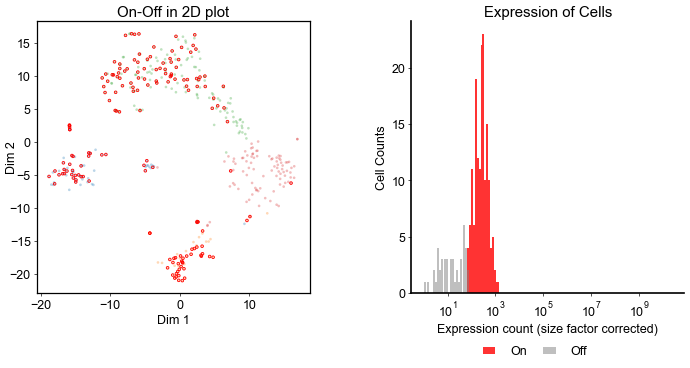 On-Off in 2D plot
15
10
5
0
−5
−10
−15
−20
Dim 2
−20 −10 0 10
Dim 1
Expression of Cells
20
15
10
5
0
Cell Counts
10^1 10^3 10^5 10^7 10^9
Expression count (size factor corrected)
On Off